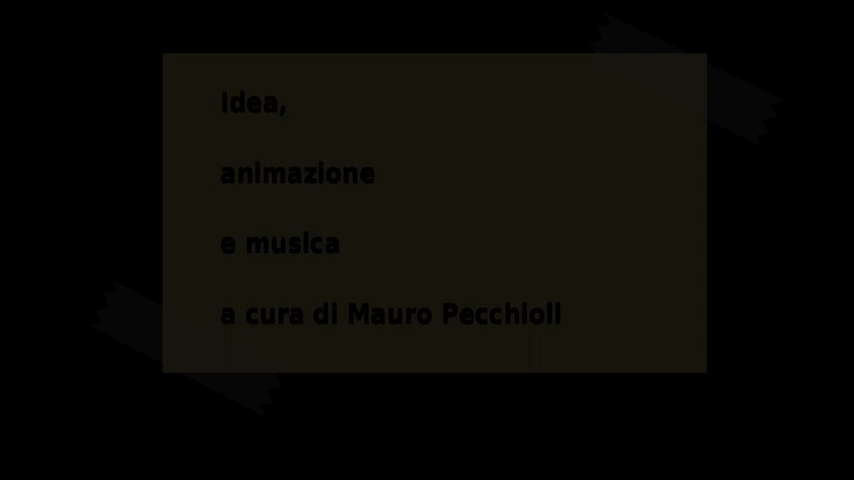 Idea,
animazione
e musica
a cura di Mauro Pecchioli